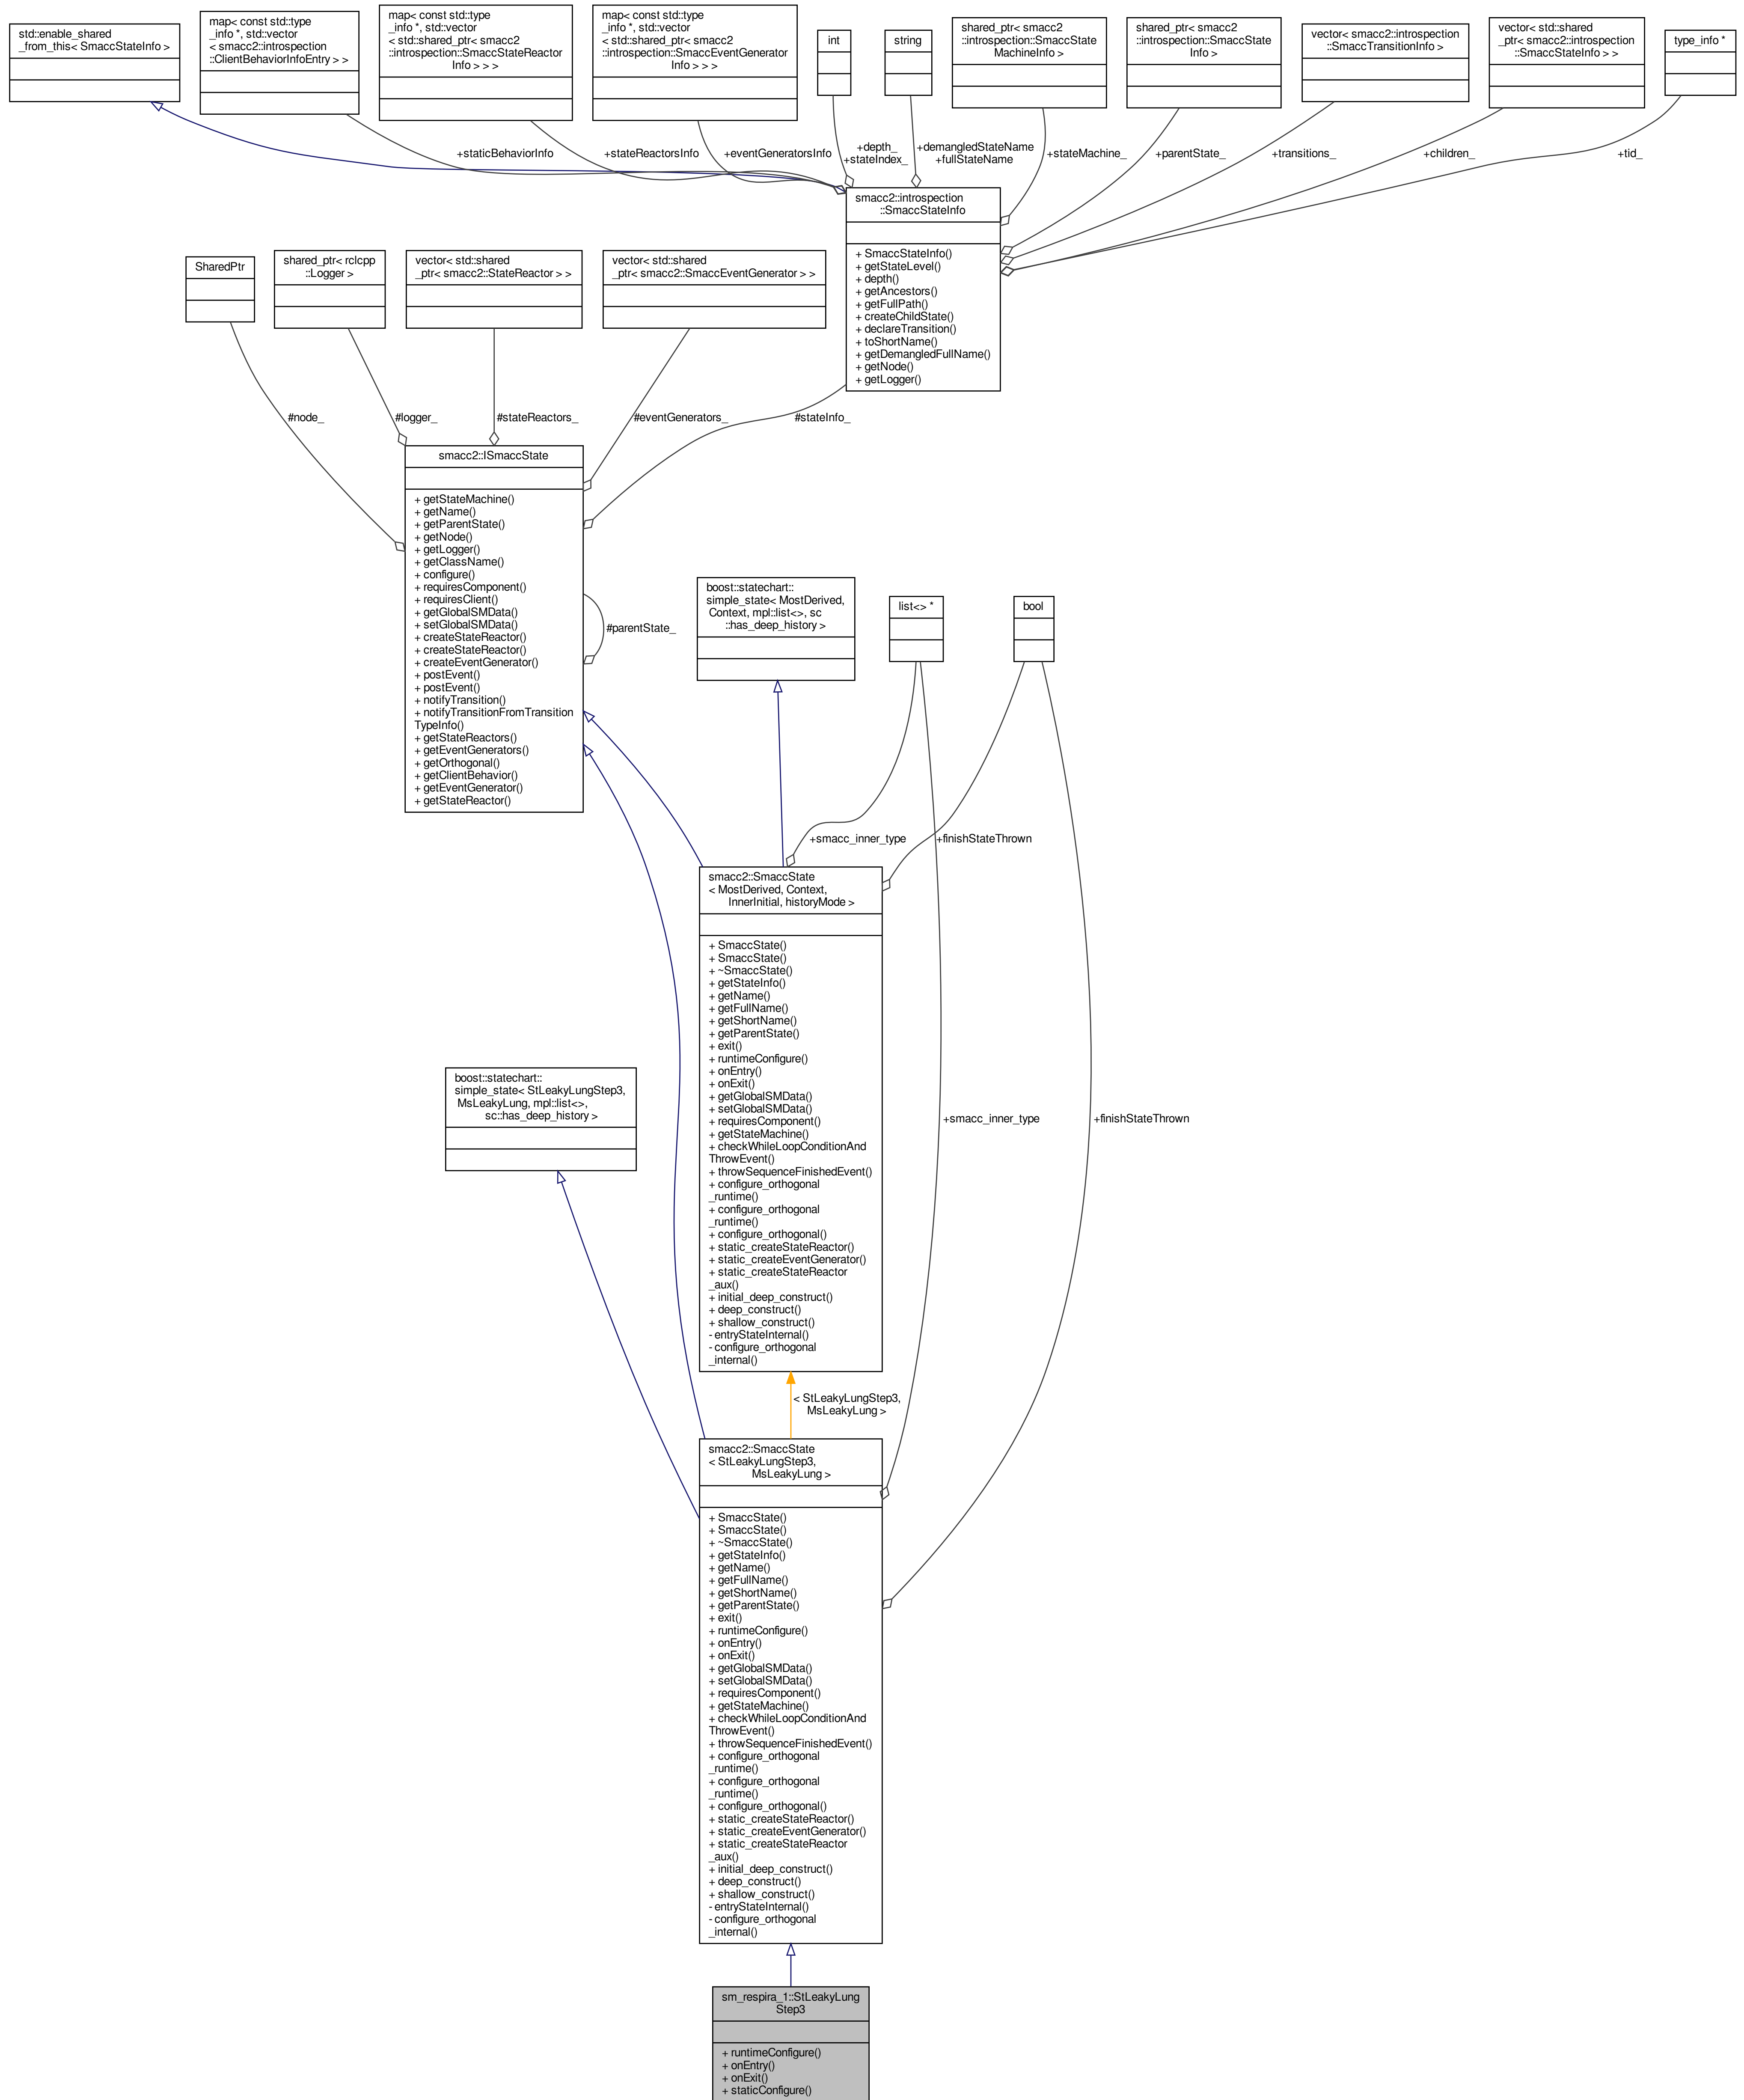 std::enable_shared
_from_this< SmaccStateInfo >
map< const std::type
_info *, std::vector
< smacc2::introspection
::ClientBehaviorInfoEntry > >
map< const std::type
_info *, std::vector
< std::shared_ptr< smacc2
::introspection::SmaccStateReactor
Info > > >
map< const std::type
_info *, std::vector
< std::shared_ptr< smacc2
::introspection::SmaccEventGenerator
Info > > >
int
string
shared_ptr< smacc2
::introspection::SmaccState
MachineInfo >
shared_ptr< smacc2
::introspection::SmaccState
Info >
vector< smacc2::introspection
::SmaccTransitionInfo >
vector< std::shared
_ptr< smacc2::introspection
::SmaccStateInfo > >
type_info *
+staticBehaviorInfo
+stateReactorsInfo
+eventGeneratorsInfo
+depth_
+stateIndex_
+demangledStateName
+fullStateName
+stateMachine_
+parentState_
+transitions_
+children_
+tid_
smacc2::introspection
::SmaccStateInfo
+ SmaccStateInfo()
+ getStateLevel()
+ depth()
+ getAncestors()
+ getFullPath()
+ createChildState()
+ declareTransition()
+ toShortName()
+ getDemangledFullName()
+ getNode()
+ getLogger()
SharedPtr
shared_ptr< rclcpp
::Logger >
vector< std::shared
_ptr< smacc2::StateReactor > >
vector< std::shared
_ptr< smacc2::SmaccEventGenerator > >
#node_
#logger_
#stateReactors_
#eventGenerators_
#stateInfo_
smacc2::ISmaccState
+ getStateMachine()
+ getName()
+ getParentState()
+ getNode()
+ getLogger()
+ getClassName()
+ configure()
+ requiresComponent()
+ requiresClient()
+ getGlobalSMData()
+ setGlobalSMData()
+ createStateReactor()
+ createStateReactor()
+ createEventGenerator()
+ postEvent()
+ postEvent()
+ notifyTransition()
+ notifyTransitionFromTransition
TypeInfo()
+ getStateReactors()
+ getEventGenerators()
+ getOrthogonal()
+ getClientBehavior()
+ getEventGenerator()
+ getStateReactor()
#parentState_
boost::statechart::
simple_state< MostDerived,
Context, mpl::list<>, sc
::has_deep_history >
list<> *
bool
+smacc_inner_type
+finishStateThrown
smacc2::SmaccState
< MostDerived, Context,
InnerInitial, historyMode >
+ SmaccState()
+ SmaccState()
+ ~SmaccState()
+ getStateInfo()
+ getName()
+ getFullName()
+ getShortName()
+ getParentState()
+ exit()
+ runtimeConfigure()
+ onEntry()
+ onExit()
+ getGlobalSMData()
+ setGlobalSMData()
+ requiresComponent()
+ getStateMachine()
+ checkWhileLoopConditionAnd
ThrowEvent()
+ throwSequenceFinishedEvent()
+ configure_orthogonal
_runtime()
+ configure_orthogonal
_runtime()
+ configure_orthogonal()
+ static_createStateReactor()
+ static_createEventGenerator()
+ static_createStateReactor
_aux()
+ initial_deep_construct()
+ deep_construct()
+ shallow_construct()
- entryStateInternal()
- configure_orthogonal
_internal()
boost::statechart::
simple_state< StLeakyLungStep3,
MsLeakyLung, mpl::list<>,
sc::has_deep_history >
+smacc_inner_type
+finishStateThrown
< StLeakyLungStep3,
MsLeakyLung >
smacc2::SmaccState
< StLeakyLungStep3,
MsLeakyLung >
+ SmaccState()
+ SmaccState()
+ ~SmaccState()
+ getStateInfo()
+ getName()
+ getFullName()
+ getShortName()
+ getParentState()
+ exit()
+ runtimeConfigure()
+ onEntry()
+ onExit()
+ getGlobalSMData()
+ setGlobalSMData()
+ requiresComponent()
+ getStateMachine()
+ checkWhileLoopConditionAnd
ThrowEvent()
+ throwSequenceFinishedEvent()
+ configure_orthogonal
_runtime()
+ configure_orthogonal
_runtime()
+ configure_orthogonal()
+ static_createStateReactor()
+ static_createEventGenerator()
+ static_createStateReactor
_aux()
+ initial_deep_construct()
+ deep_construct()
+ shallow_construct()
- entryStateInternal()
- configure_orthogonal
_internal()
sm_respira_1::StLeakyLung
Step3
+ runtimeConfigure()
+ onEntry()
+ onExit()
+ staticConfigure()